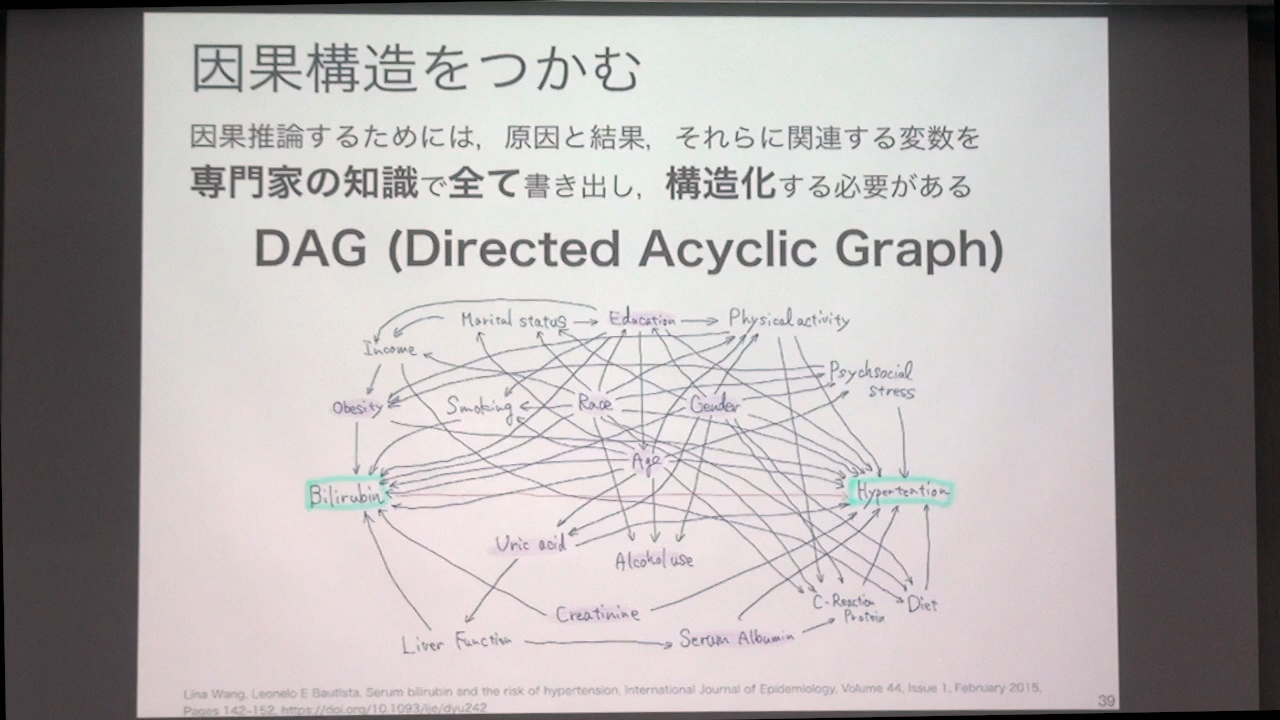 因果構造をつかむ
因果推論するためには，原因と結果，それらに関連する変数を
専門家の知識で全て書き出し，構造化する必要がある
DAG (Directed Acyclic Graph)
Marital status
Education
Physical activity
Income
Psychsocial
stress
Obesity
Smoking
Race
Gender
Age
Bilirubin
Hypertention
Uric acid
Alcohol use
C-Reaction
Protein
Diet
Creatinine
Liver Function
Serum Albumin
Lina Wang, Leonelo E Bautista, Serum bilirubin and the risk of hypertension, International Journal of Epidemiology, Volume 44, Issue 1, February 2015,
Pages 142–152, https://doi.org/10.1093/ije/dyu242
39